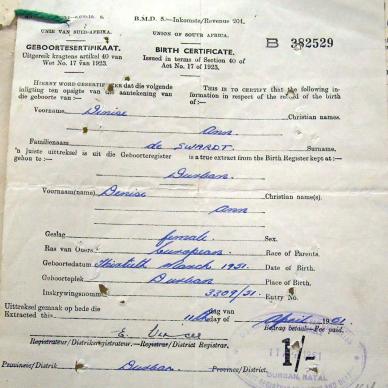 B.M.D. 5.—Inkomste/Revenue 201.
UNIE VAN SUID-AFRIKA. UNION OF SOUTH AFRICA. B 382529
GEBOORTESERTIFIKAAT. BIRTH CERTIFICATE.
Uitgereik kragtens artikel 40 van Issued in terms of Section 40 of
Wet No. 17 van 1923. Act No. 17 of 1923.
HIERBY WORD GESERTIFISEER dat die volgende THIS IS TO CERTIFY that the following infor-
inligting ten opsigte van die aantekening van mation in respect of the record of the birth
die geboorte van:— of:
Voorname Denise Christian names.
Ann
Familienaam de SWARDT. Surname.
'n juiste uittreksel is uit die Geboorteregister is a true extract from the Birth Register kept at:—
gehou te:—
Durban.
Voornaam(name) Denise Christian name(s)
Ann
Geslag female. Sex.
Ras van Ouers European. Race of Parents.
Geboortedatum Thirtieth March 1951. Date of Birth.
Geboorteplek Durban Place of Birth.
Inskrywingsnommer 3309/51. Entry No.
Uittreksel gemaak op hede die dag van
Extracted this 11th day of April 1961
Bedrag betaal—Fee paid.
Registrateur/Distriksregistrateur.—Registrar/District Registrar. 1/-
Provinsie/Distrik Durban Province/District.
DURBAN, NATAL